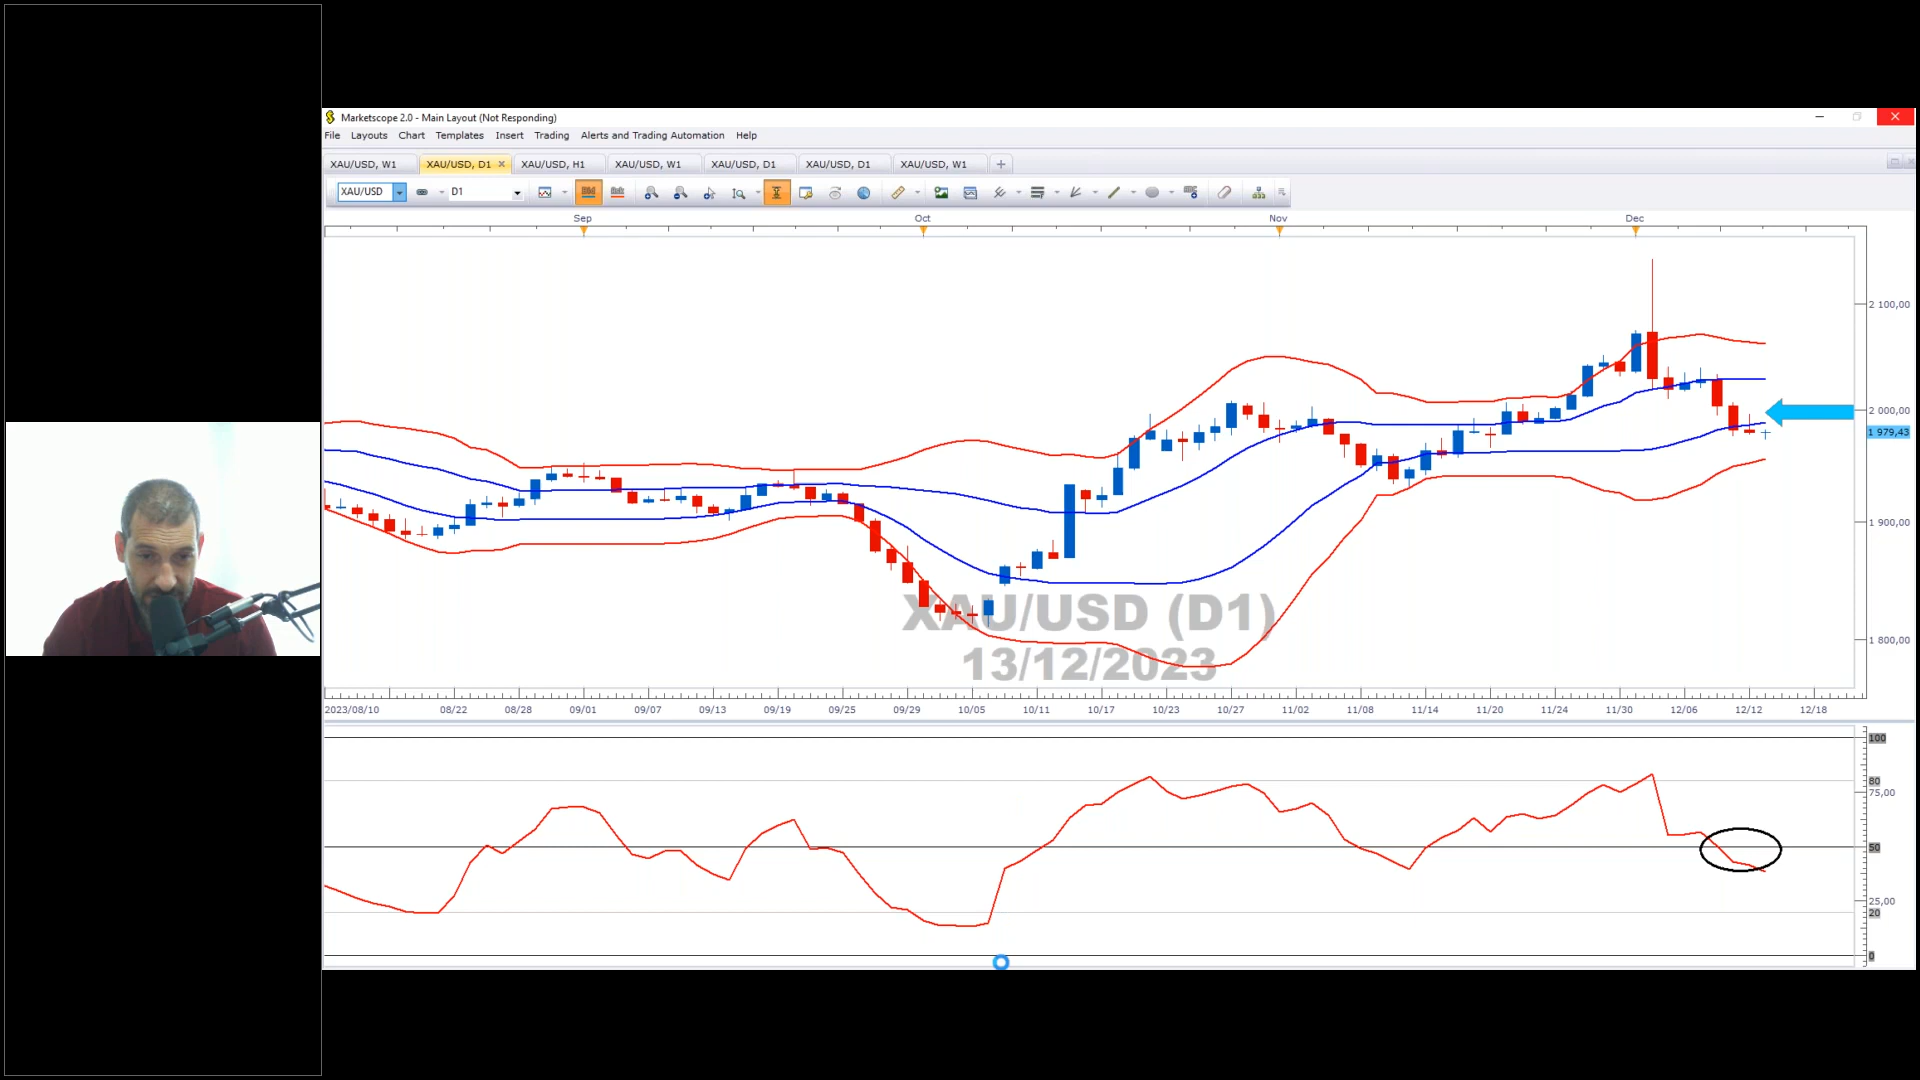 Marketscope 2.0 - Main Layout (Not Responding)
File Layouts Chart Templates Insert Trading Alerts and Trading Automation Help
XAU/USD, W1 XAU/USD, D1 XAU/USD, H1 XAU/USD, W1 XAU/USD, D1 XAU/USD, D1 XAU/USD, W1
XAU/USD D1
Sep Oct Nov Dec
2 100,00
2 000,00
1 979,43
1 900,00
1 800,00
XAU/USD (D1)
13/12/2023
2023/08/10 08/22 08/28 09/01 09/07 09/13 09/19 09/25 09/29 10/05 10/11 10/17 10/23 10/27 11/02 11/08 11/14 11/20 11/24 11/30 12/06 12/12 12/18
100
80
75,00
50
25,00
20
0